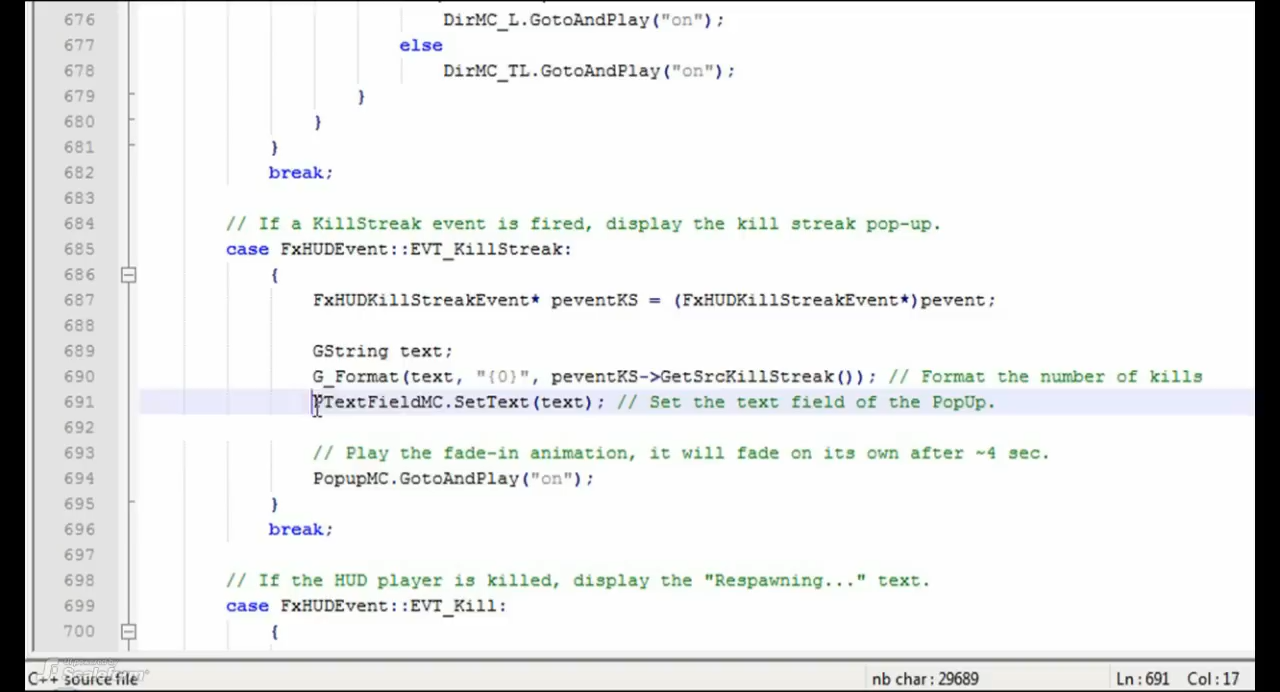 676 DirMC_L.GotoAndPlay("on");
677 else
678 DirMC_TL.GotoAndPlay("on");
679 }
680 }
681 }
682 break;
683
684 // If a KillStreak event is fired, display the kill streak pop-up.
685 case FxHUDEvent::EVT_KillStreak:
686 {
687 FxHUDKillStreakEvent* peventKS = (FxHUDKillStreakEvent*)pevent;
688
689 GString text;
690 G_Format(text, "{0}", peventKS->GetSrcKillStreak()); // Format the number of kills
691 PTextFieldMC.SetText(text); // Set the text field of the PopUp.
692
693 // Play the fade-in animation, it will fade on its own after ~4 sec.
694 PopupMC.GotoAndPlay("on");
695 }
696 break;
697
698 // If the HUD player is killed, display the "Respawning..." text.
699 case FxHUDEvent::EVT_Kill:
700 {
C++ source file nb char : 29689 Ln : 691 Col : 17